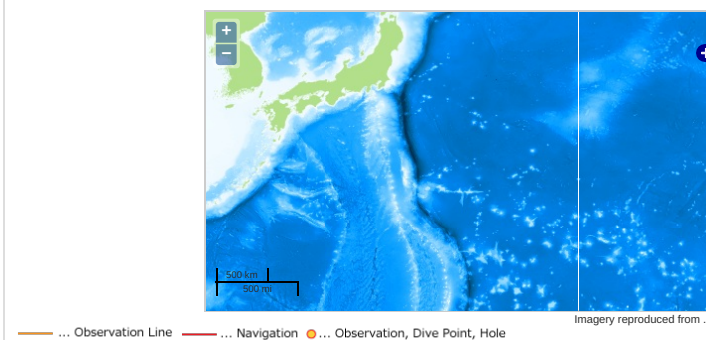 +
−
500 km
500 mi
Imagery reproduced from .
... Observation Line ... Navigation ... Observation, Dive Point, Hole